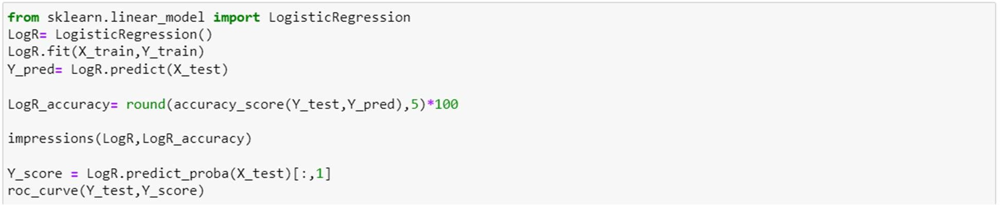 from sklearn.linear_model import LogisticRegression
LogR= LogisticRegression()
LogR.fit(X_train,Y_train)
Y_pred= LogR.predict(X_test)
LogR_accuracy= round(accuracy_score(Y_test,Y_pred),5)*100
impressions(LogR,LogR_accuracy)
Y_score = LogR.predict_proba(X_test)[:,1]
roc_curve(Y_test,Y_score)